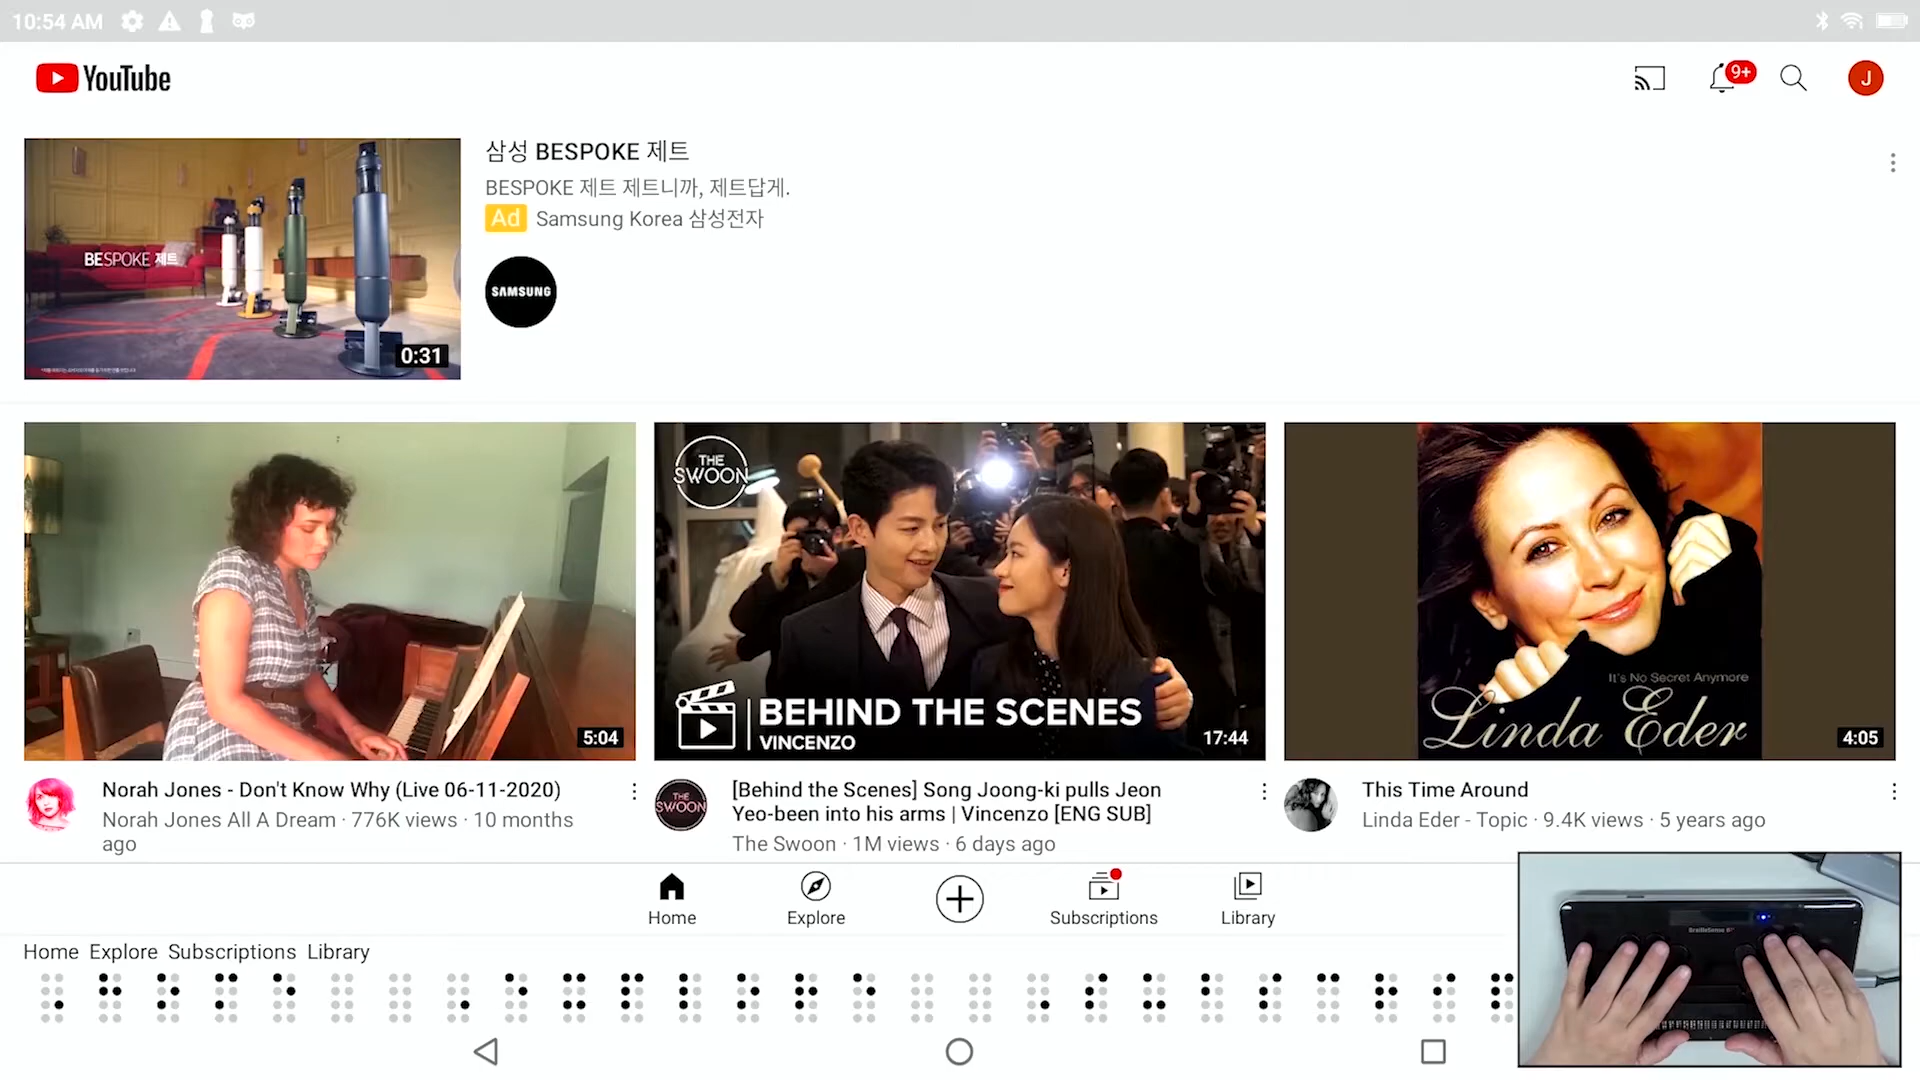 10:54 AM
YouTube
9+
J
삼성 BESPOKE 제트
BESPOKE 제트 제트니까, 제트답게.
Ad Samsung Korea 삼성전자
SAMSUNG
BESPOKE 제트
0:31
THE SWOON
BEHIND THE SCENES
VINCENZO
It's No Secret Anymore
Linda Eder
5:04
17:44
4:05
Norah Jones - Don't Know Why (Live 06-11-2020)
Norah Jones All A Dream · 776K views · 10 months
ago
THE SWOON
[Behind the Scenes] Song Joong-ki pulls Jeon
Yeo-been into his arms | Vincenzo [ENG SUB]
The Swoon · 1M views · 6 days ago
This Time Around
Linda Eder - Topic · 9.4K views · 5 years ago
Home
Explore
Subscriptions
Library
Home Explore Subscriptions Library